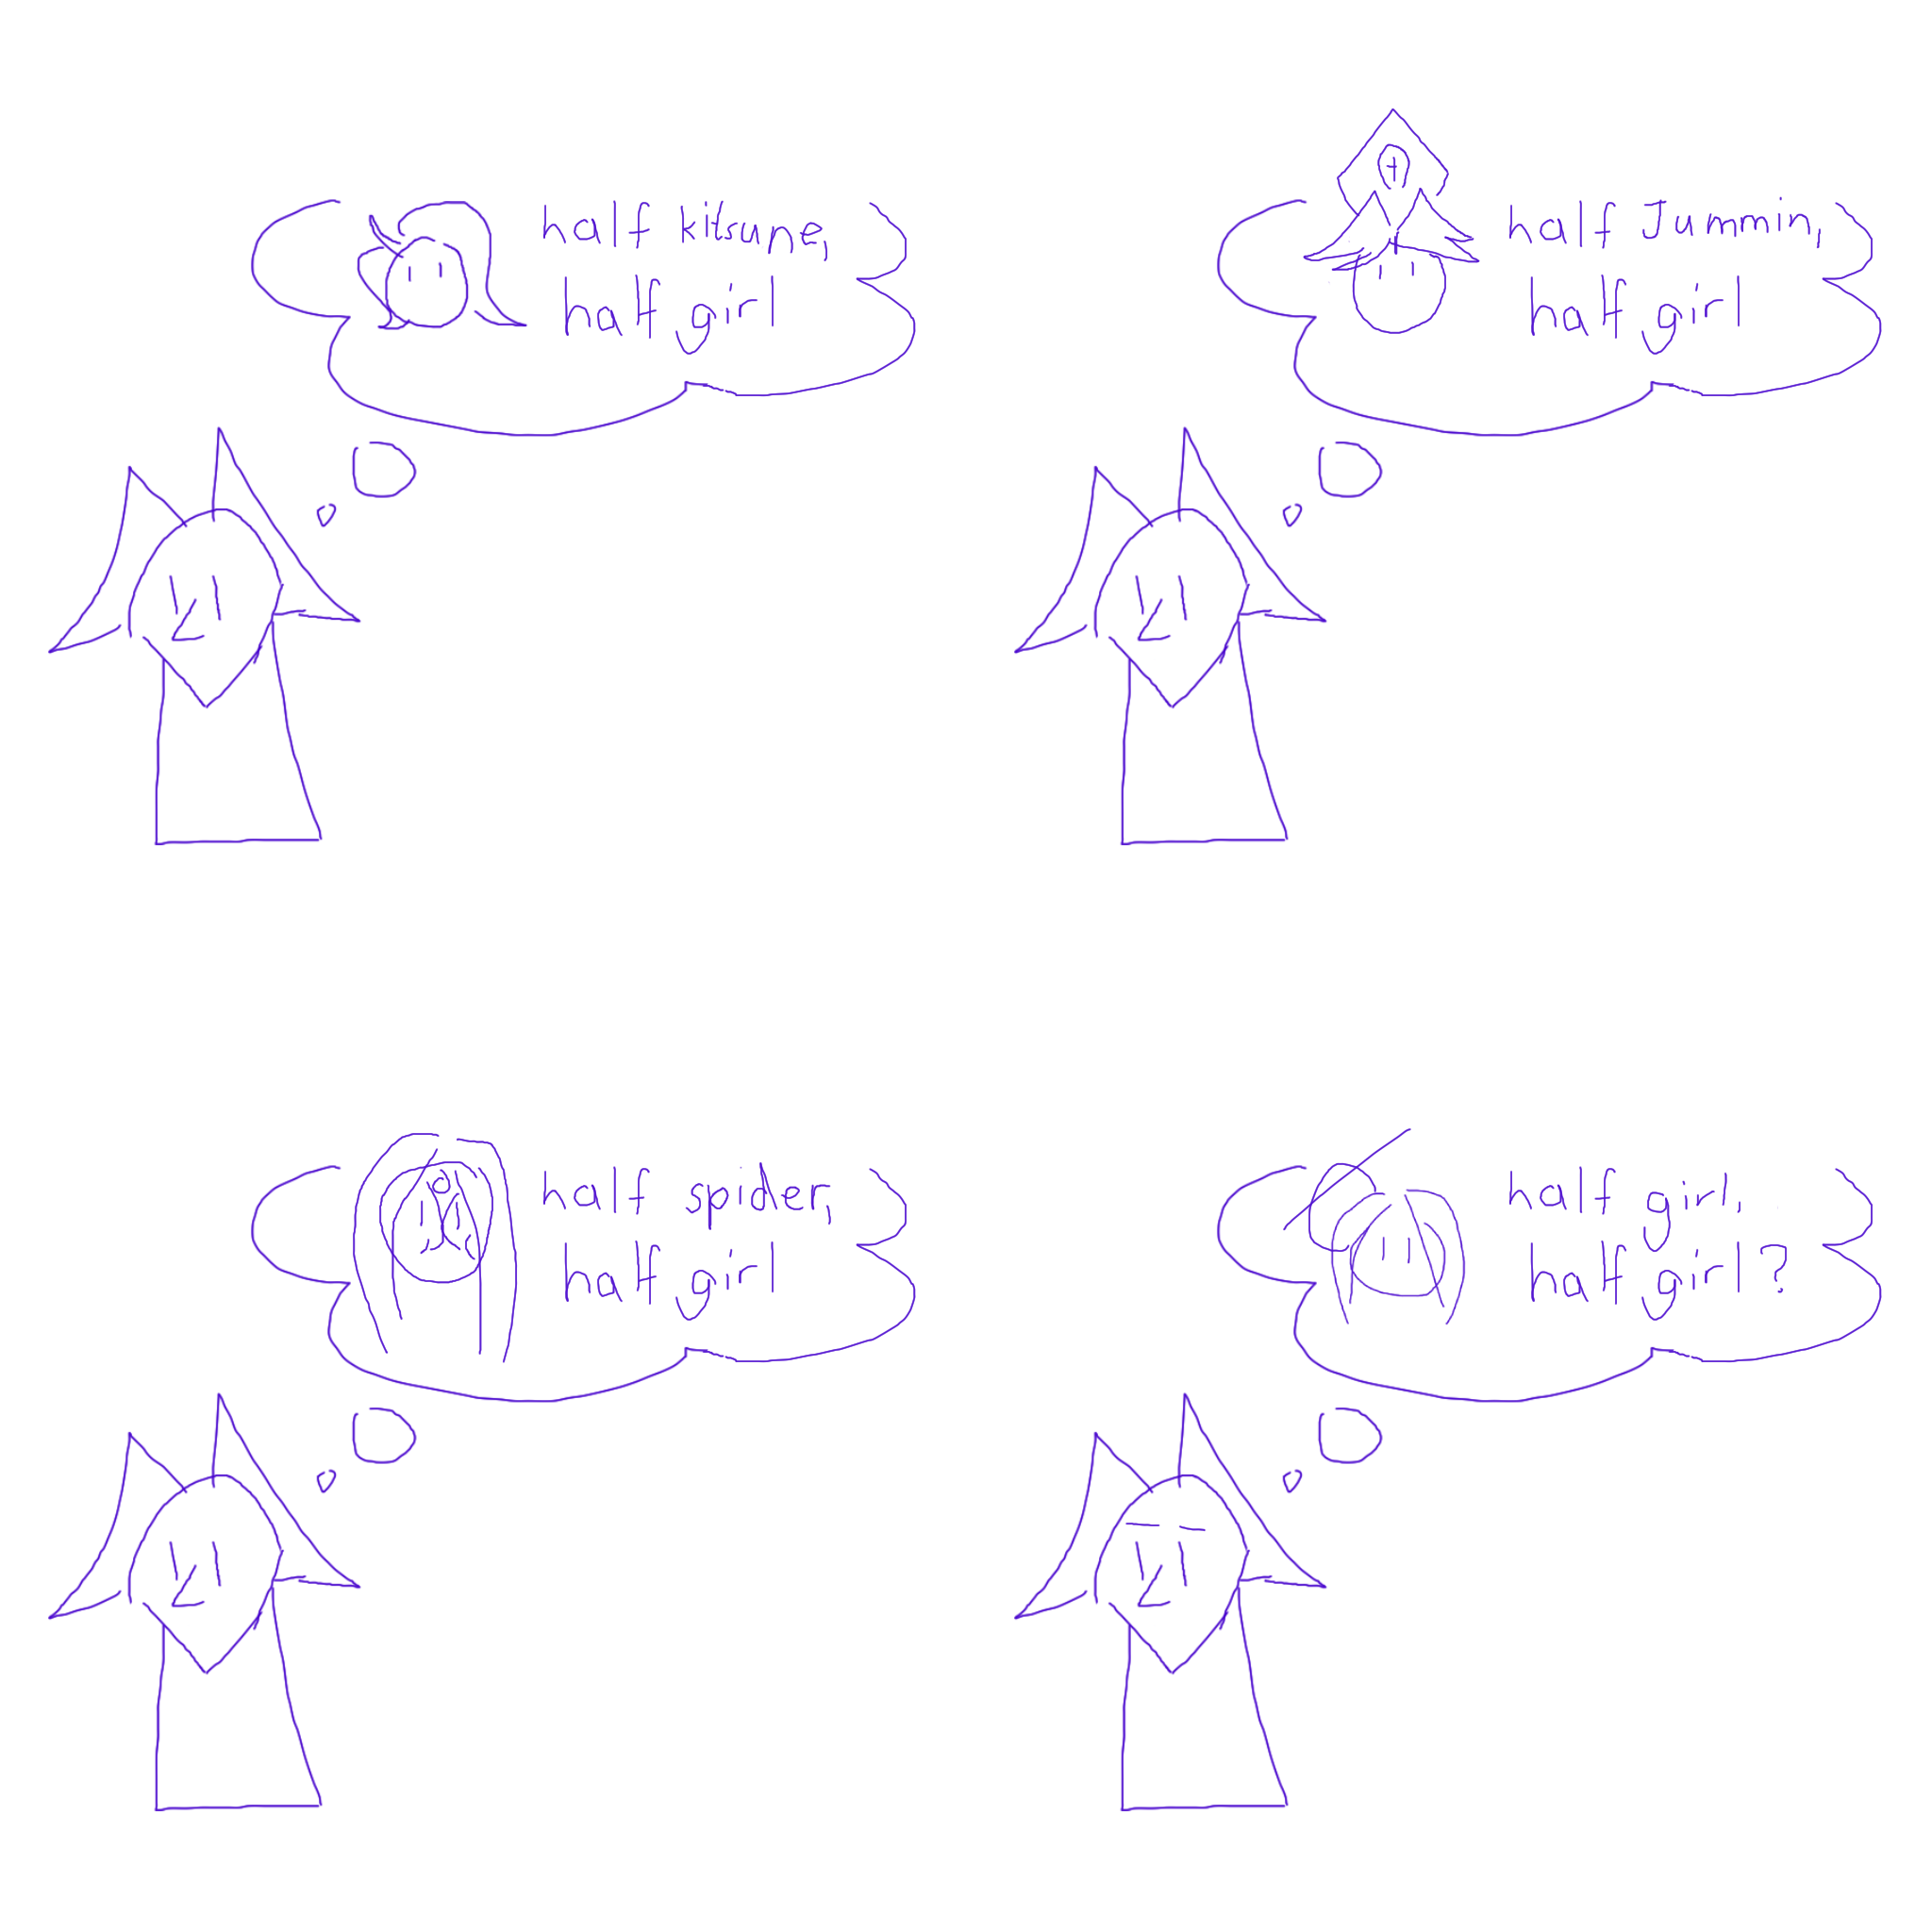 half kitsune,
half girl
half Jummin,
half girl
half spider,
half girl
half girl,
half girl?